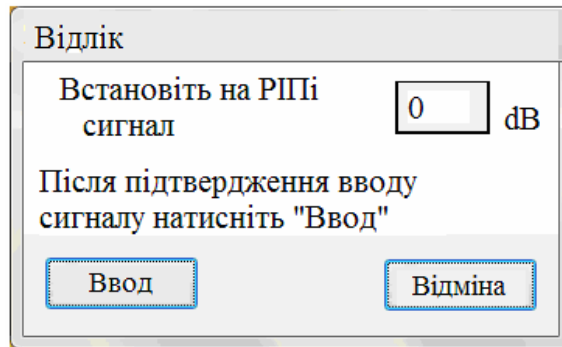 Відлік
Встановіть на РІПі
сигнал
0
dB
Після підтвердження вводу
сигналу натисніть "Ввод"
Ввод
Відміна